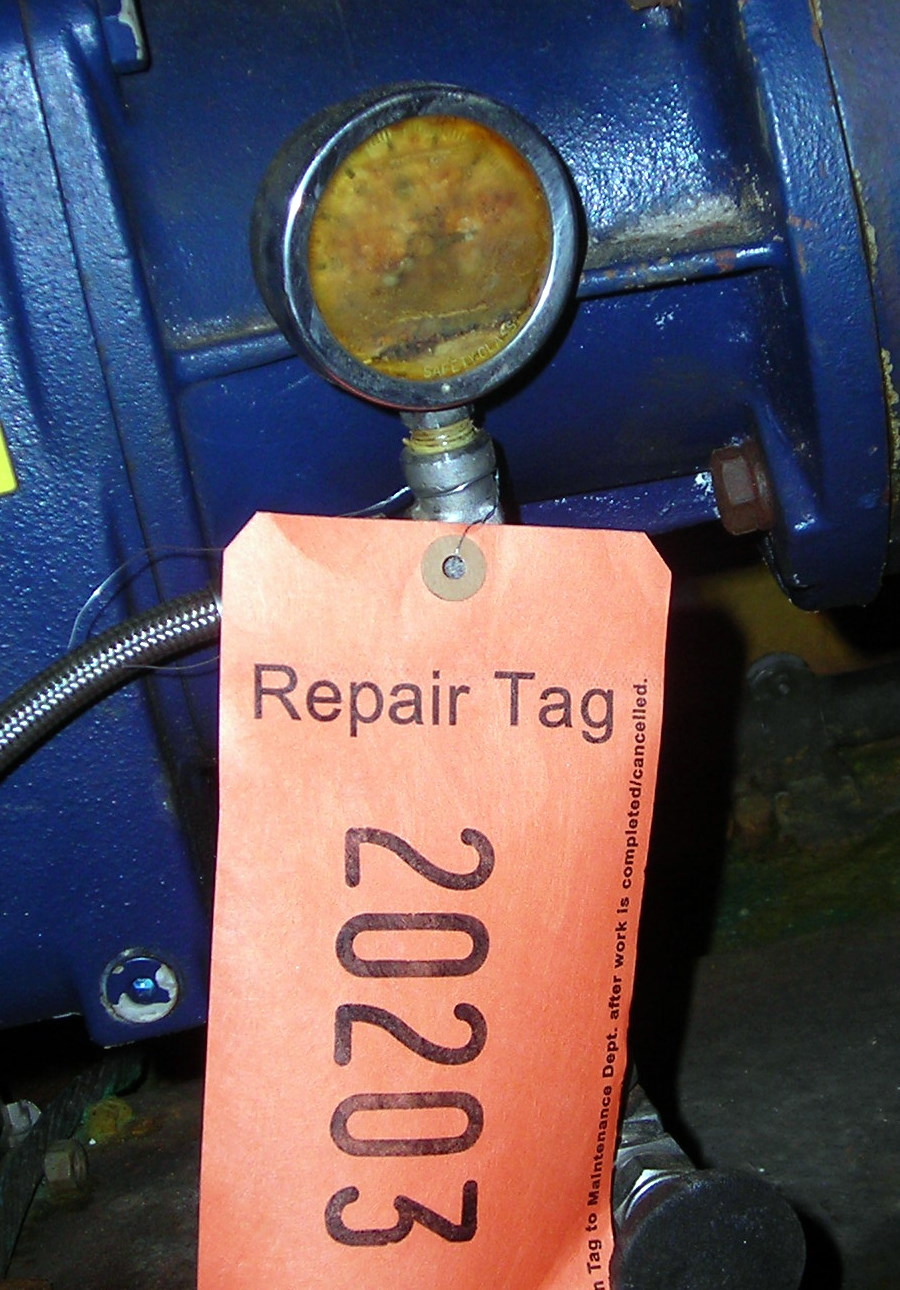 SAFETY GLASS
Repair Tag
20203
Tag to Maintenance Dept. after work is completed/cancelled.